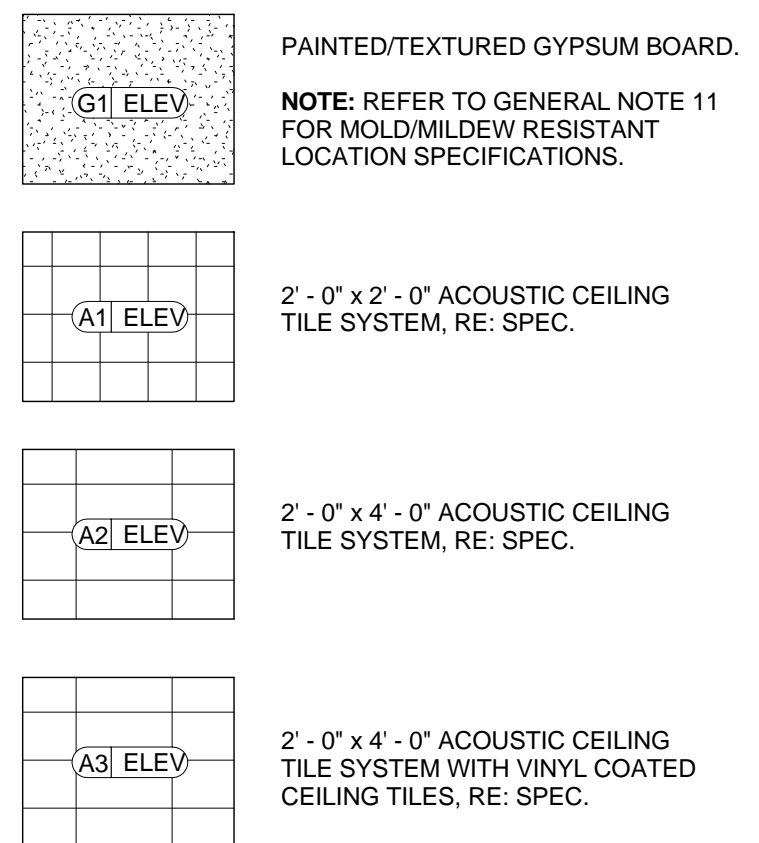 G1 ELEV
PAINTED/TEXTURED GYPSUM BOARD.
NOTE: REFER TO GENERAL NOTE 11
FOR MOLD/MILDEW RESISTANT
LOCATION SPECIFICATIONS.
A1 ELEV
2' - 0" x 2' - 0" ACOUSTIC CEILING
TILE SYSTEM, RE: SPEC.
A2 ELEV
2' - 0" x 4' - 0" ACOUSTIC CEILING
TILE SYSTEM, RE: SPEC.
A3 ELEV
2' - 0" x 4' - 0" ACOUSTIC CEILING
TILE SYSTEM WITH VINYL COATED
CEILING TILES, RE: SPEC.